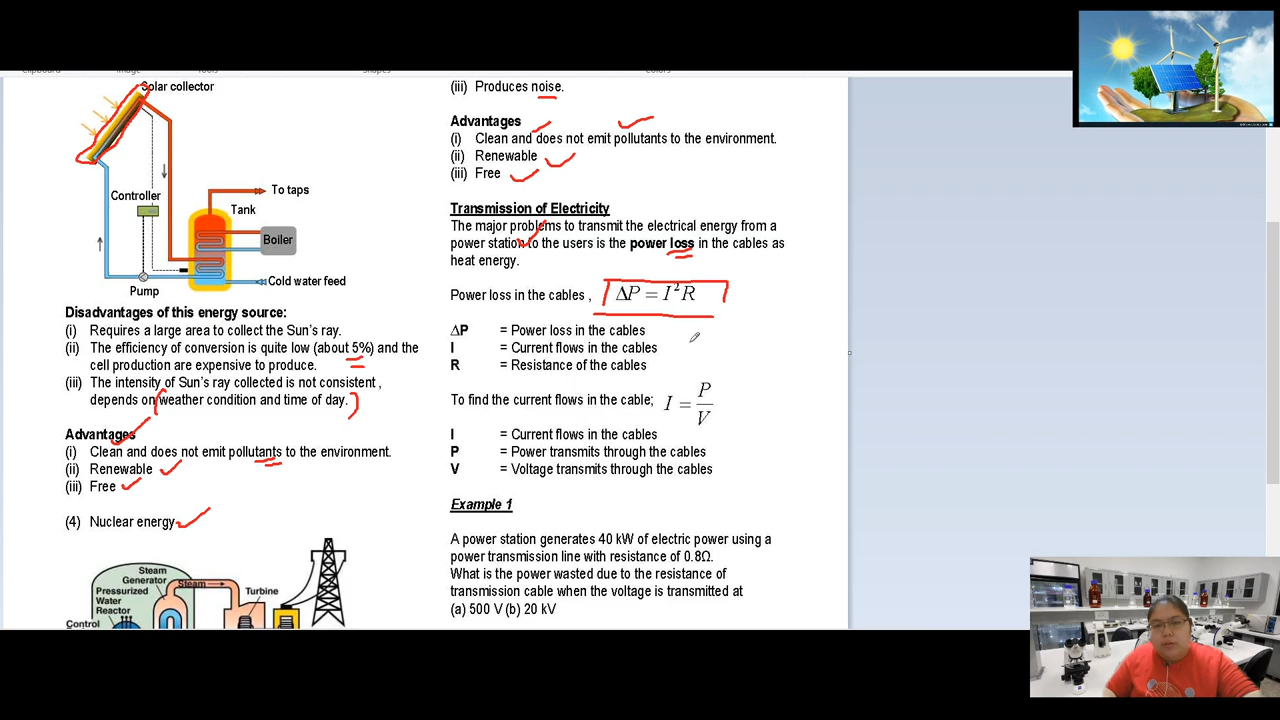 Solar collector
Controller
To taps
Tank
Boiler
Cold water feed
Pump
Disadvantages of this energy source:
(i) Requires a large area to collect the Sun's ray.
(ii) The efficiency of conversion is quite low (about 5%) and the
cell production are expensive to produce.
(iii) The intensity of Sun's ray collected is not consistent ,
depends on weather condition and time of day.
Advantages
(i) Clean and does not emit pollutants to the environment.
(ii) Renewable
(iii) Free
(4) Nuclear energy
Steam
Generator
Steam
Pressurized
Water
Reactor
Control
Turbine
(iii) Produces noise.
Advantages
(i) Clean and does not emit pollutants to the environment.
(ii) Renewable
(iii) Free
Transmission of Electricity
The major problems to transmit the electrical energy from a
power station to the users is the power loss in the cables as
heat energy.
Power loss in the cables , ΔP = I²R
ΔP = Power loss in the cables
I = Current flows in the cables
R = Resistance of the cables
To find the current flows in the cable; I = P/V
I = Current flows in the cables
P = Power transmits through the cables
V = Voltage transmits through the cables
Example 1
A power station generates 40 kW of electric power using a
power transmission line with resistance of 0.8Ω.
What is the power wasted due to the resistance of
transmission cable when the voltage is transmitted at
(a) 500 V (b) 20 kV